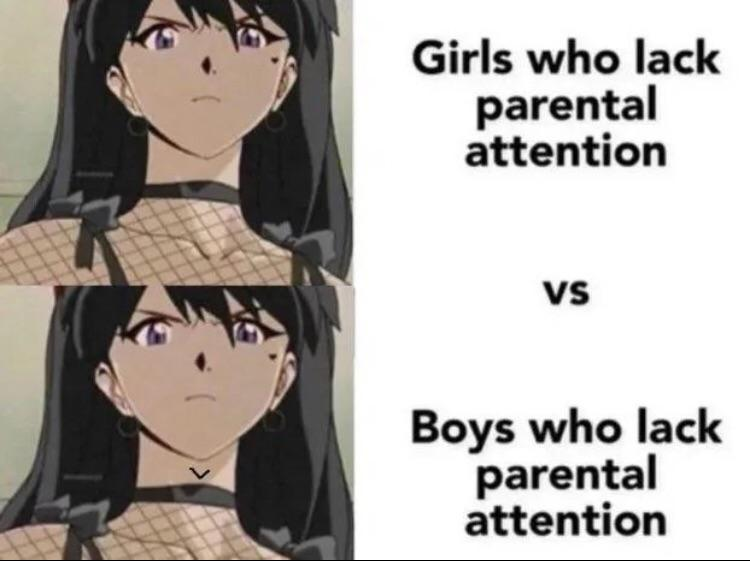 Girls who lack
parental
attention
vs
Boys who lack
parental
attention